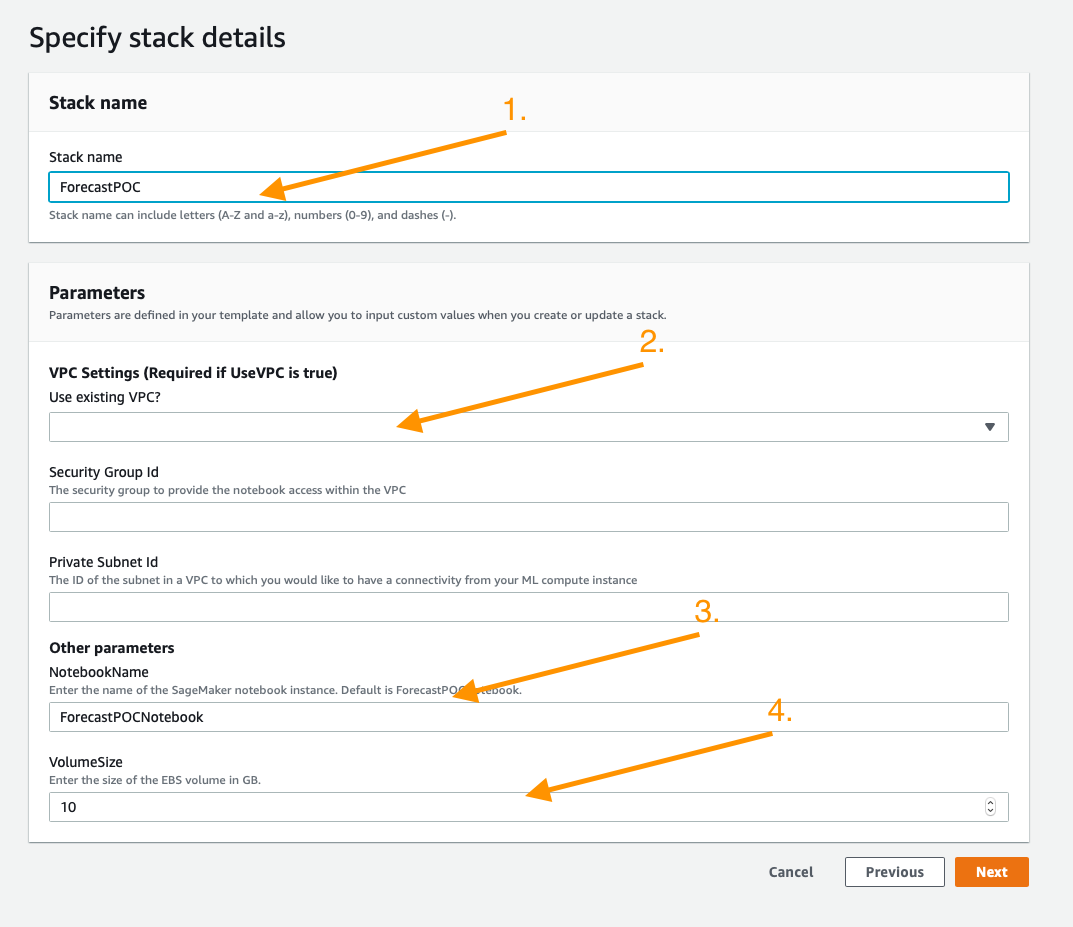 Specify stack details
Stack name
1.
Stack name
ForecastPOC
Stack name can include letters (A-Z and a-z), numbers (0-9), and dashes (-).
Parameters
Parameters are defined in your template and allow you to input custom values when you create or update a stack.
2.
VPC Settings (Required if UseVPC is true)
Use existing VPC?
Security Group Id
The security group to provide the notebook access within the VPC
Private Subnet Id
The ID of the subnet in a VPC to which you would like to have a connectivity from your ML compute instance
3.
Other parameters
NotebookName
Enter the name of the SageMaker notebook instance. Default is ForecastPOCNotebook.
ForecastPOCNotebook
4.
VolumeSize
Enter the size of the EBS volume in GB.
10
Cancel
Previous
Next